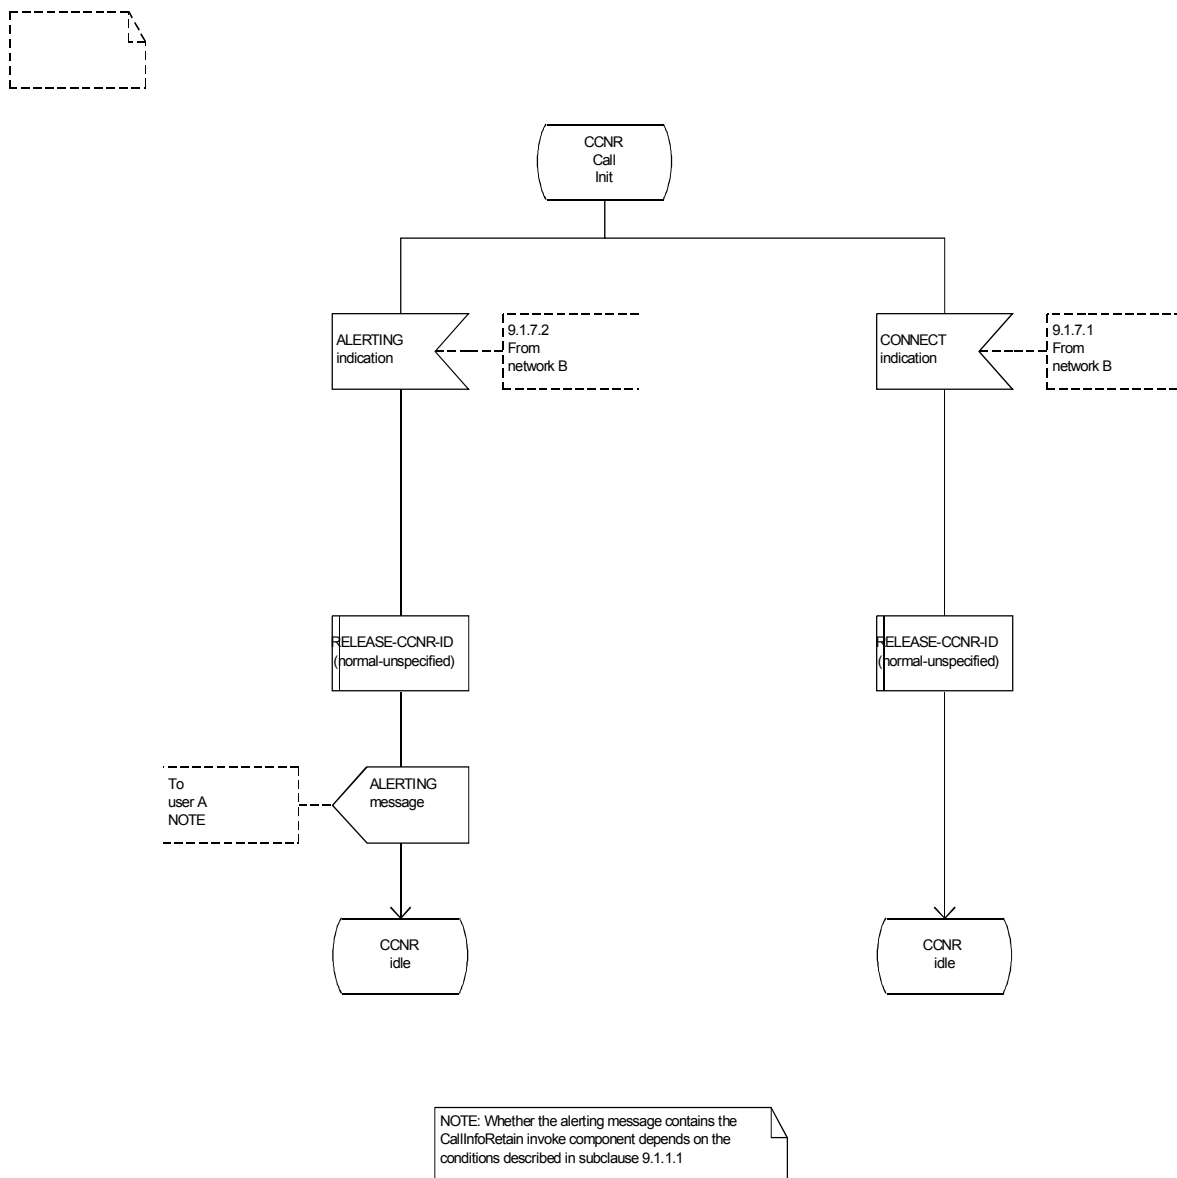 CCNR
Call
Init
ALERTING
indication
9.1.7.2
From
network B
CONNECT
indication
9.1.7.1
From
network B
RELEASE-CCNR-ID
(normal-unspecified)
RELEASE-CCNR-ID
(normal-unspecified)
To
user A
NOTE
ALERTING
message
CCNR
idle
CCNR
idle
NOTE: Whether the alerting message contains the
CallInfoRetain invoke component depends on the
conditions described in subclause 9.1.1.1